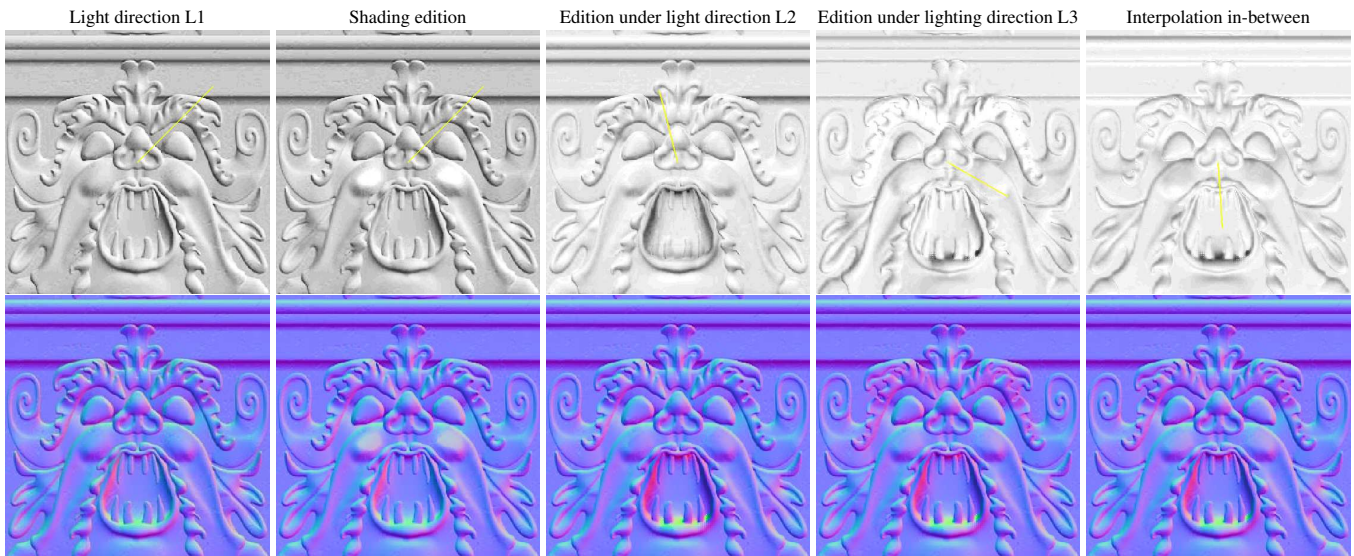 Light direction L1
Shading edition
Edition under light direction L2
Edition under lighting direction L3
Interpolation in-between